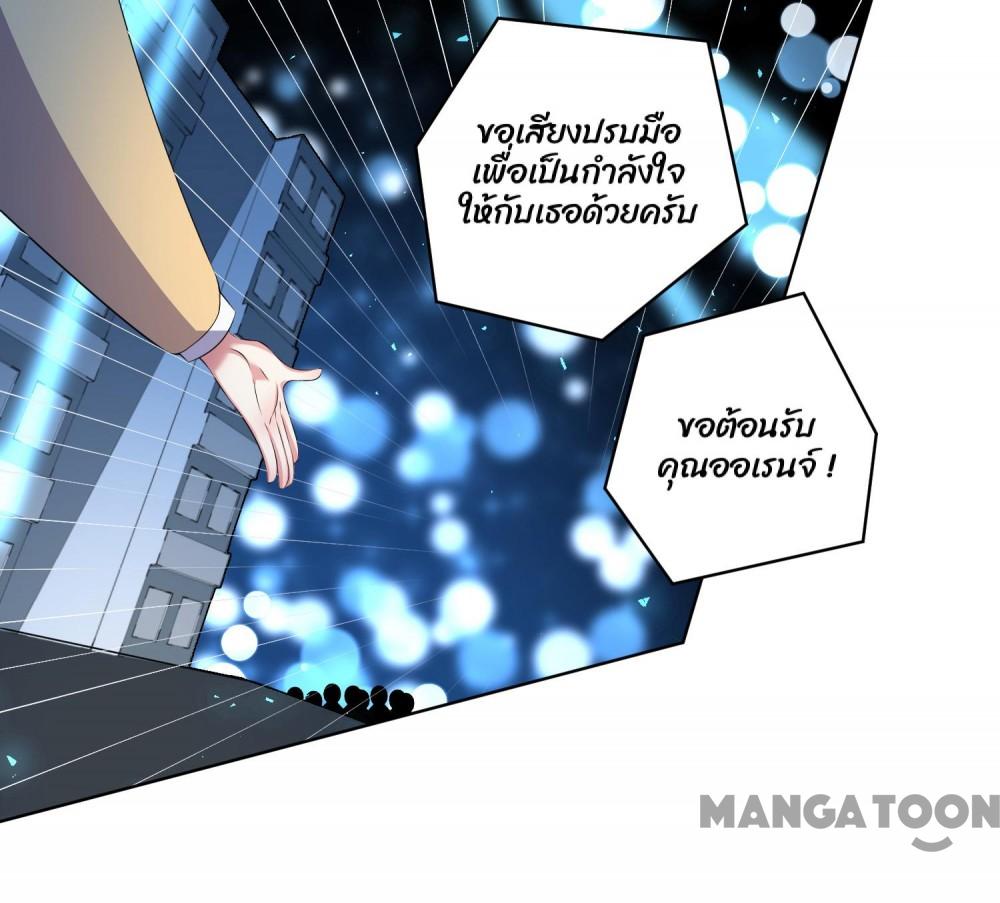 ขอเสียงปรบมือ
เพื่อเป็นกำลังใจ
ให้กับเธอด้วยครับ
ขอต้อนรับ
คุณออเรนจ์ !
MANGATOON